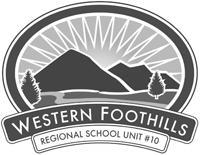 WESTERN FOOTHILLS
REGIONAL SCHOOL UNIT #10